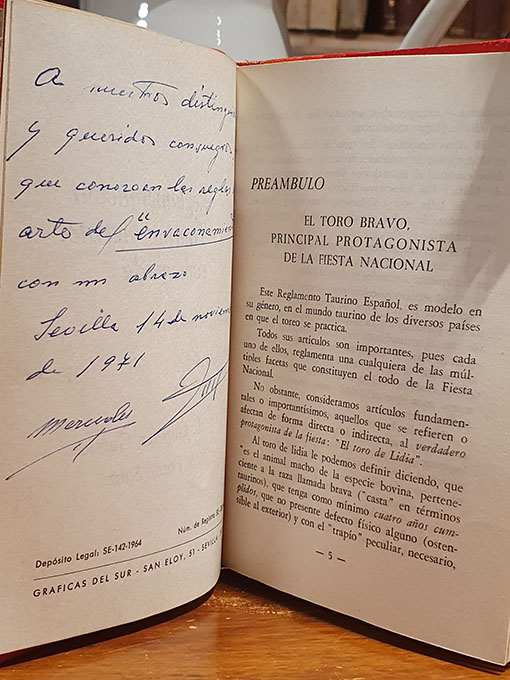 A nuestros distingu
y queridos consuegros
que conozcan las reglas
arte del "envaconamien
con un abrazo
Sevilla 14 de noviem
de 1971
Mercedes
Depósito Legal: SE-142-1964
Núm. de Registro: SE.
GRAFICAS DEL SUR - SAN ELOY, 51 - SEVILLA
PREAMBULO
EL TORO BRAVO,
PRINCIPAL PROTAGONISTA
DE LA FIESTA NACIONAL
Este Reglamento Taurino Español, es modelo en
su género, en el mundo taurino de los diversos países
en que el toreo se practica.
Todos sus artículos son importantes, pues cada
uno de ellos, reglamenta una cualquiera de las múl-
tiples facetas que constituyen el todo de la Fiesta
Nacional.
No obstante, consideramos artículos fundamen-
tales o importantísimos, aquellos que se refieren o
afectan de forma directa o indirecta, al verdadero
protagonista de la fiesta: "El toro de Lidia".
Al toro de lidia le podemos definir diciendo, que
"es el animal macho de la especie bovina, pertene-
ciente a la raza llamada brava ("casta" en términos
taurinos), que tenga como mínimo cuatro años cum-
plidos, que no presente defecto físico alguno (osten-
sible al exterior) y con el "trapío" peculiar, necesario,
— 5 —